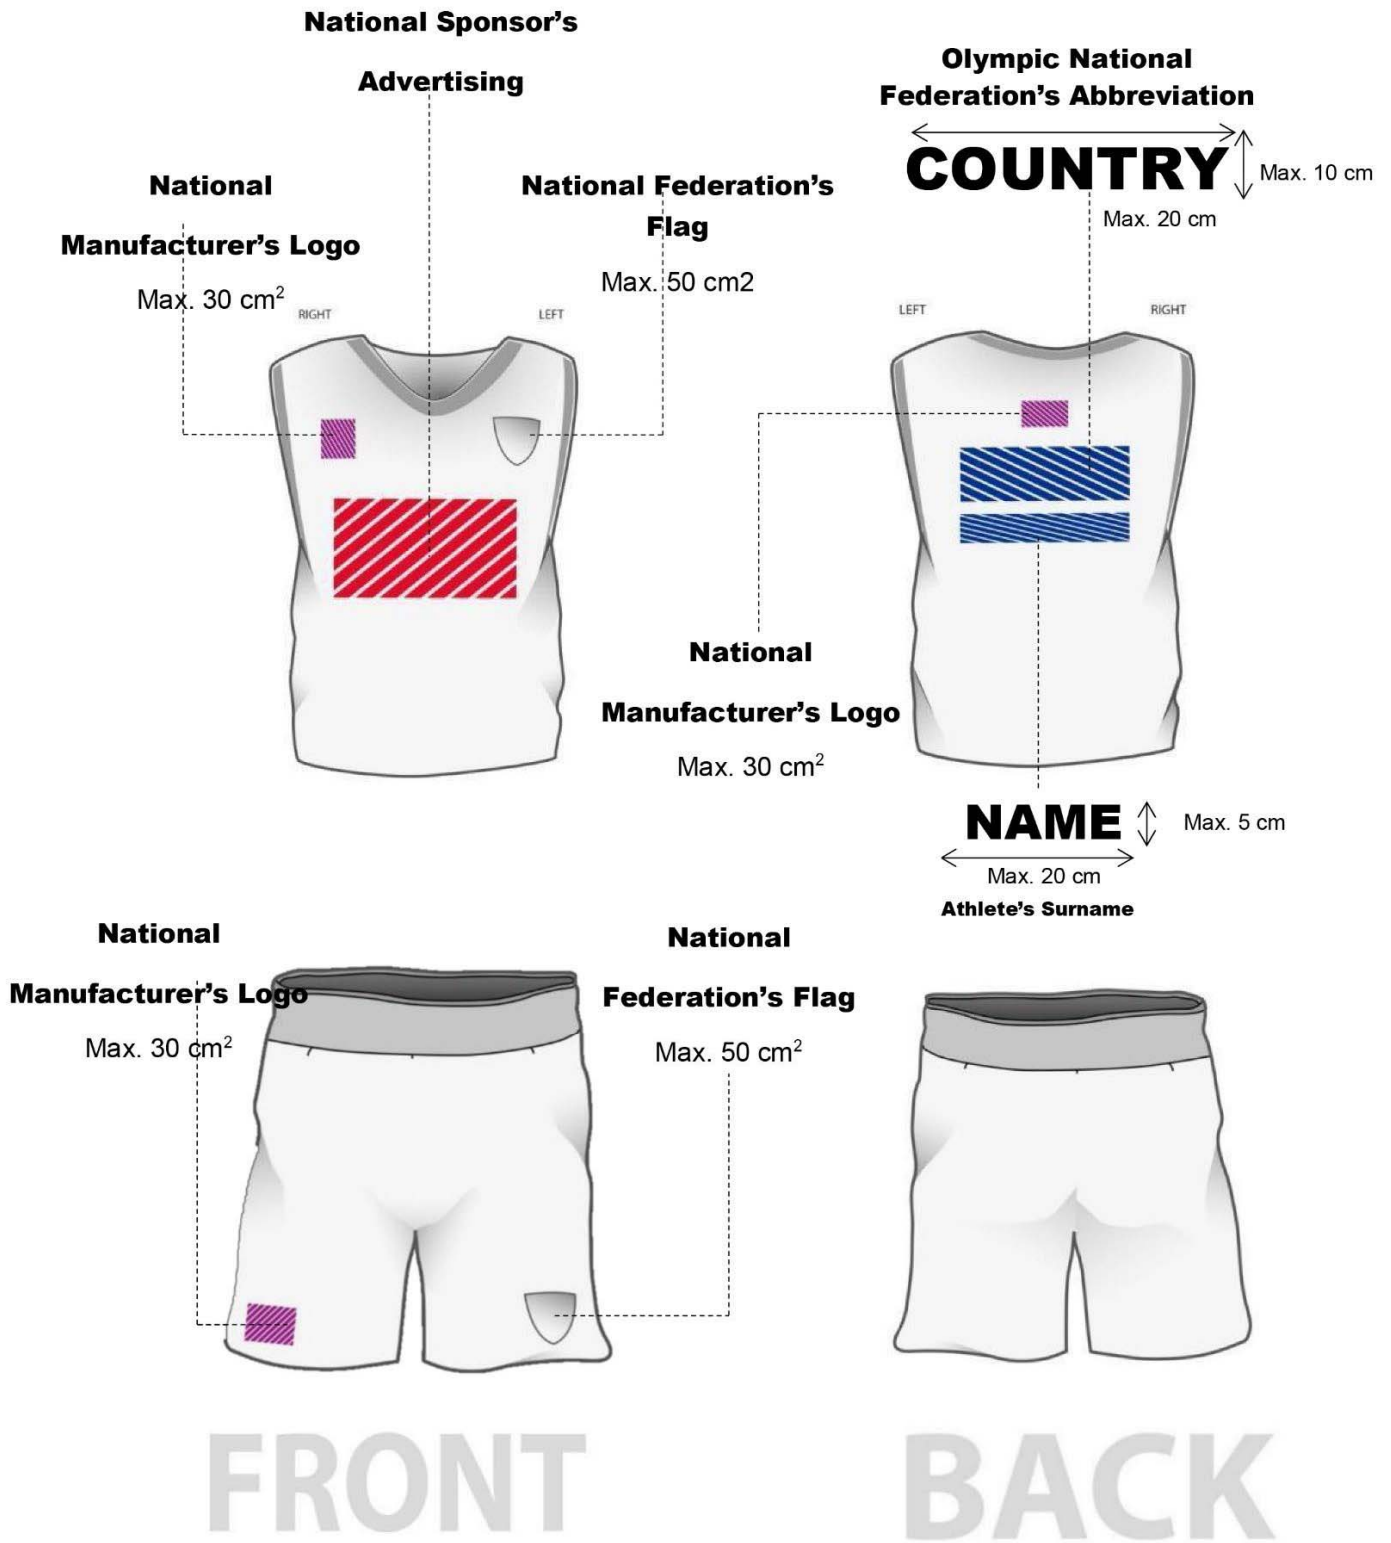 National Sponsor’s
Advertising
Olympic National
Federation’s Abbreviation
COUNTRY
Max. 10 cm
Max. 20 cm
National
Manufacturer’s Logo
Max. 30 cm²
National Federation’s
Flag
Max. 50 cm2
RIGHT
LEFT
LEFT
RIGHT
National
Manufacturer’s Logo
Max. 30 cm²
NAME
Max. 5 cm
Max. 20 cm
Athlete’s Surname
National
Manufacturer’s Logo
Max. 30 cm²
National
Federation’s Flag
Max. 50 cm²
FRONT
BACK